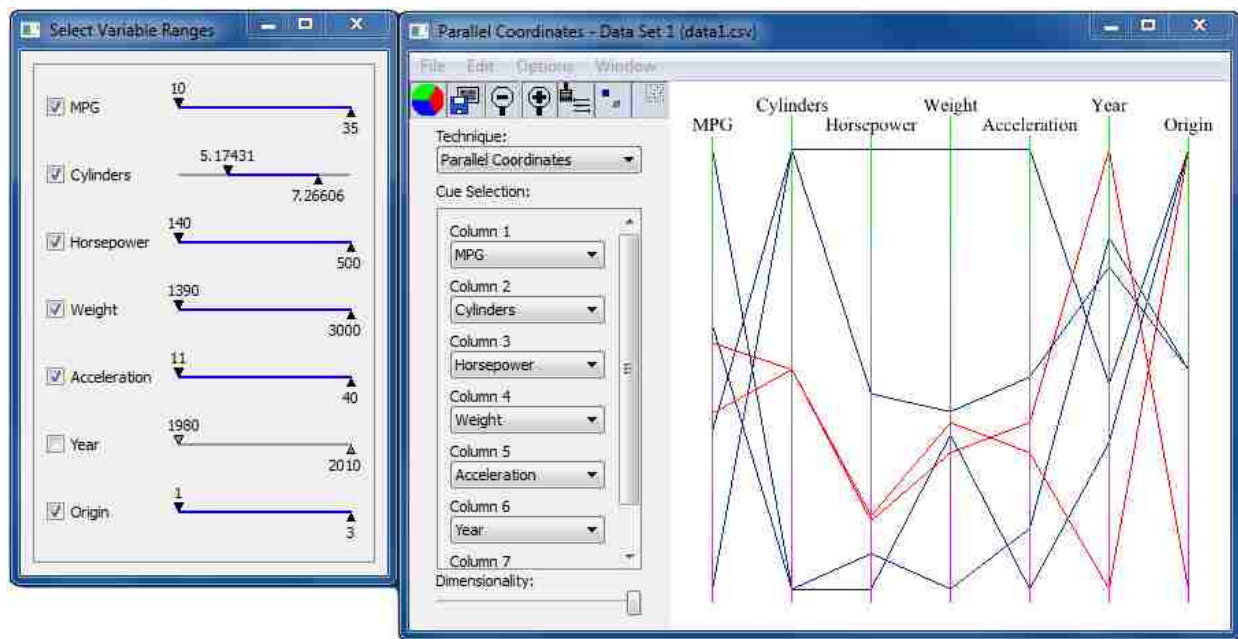 Select Variable Ranges
MPG
10
35
Cylinders
5.17431
7.26606
Horsepower
140
500
Weight
1390
3000
Acceleration
11
40
Year
1980
2010
Origin
1
3
Parallel Coordinates - Data Set 1 (data1.csv)
File Edit Options Window
Technique:
Parallel Coordinates
Cue Selection:
Column 1
MPG
Column 2
Cylinders
Column 3
Horsepower
Column 4
Weight
Column 5
Acceleration
Column 6
Year
Column 7
Dimensionality:
Cylinders Weight Year
MPG Horsepower Acceleration Origin